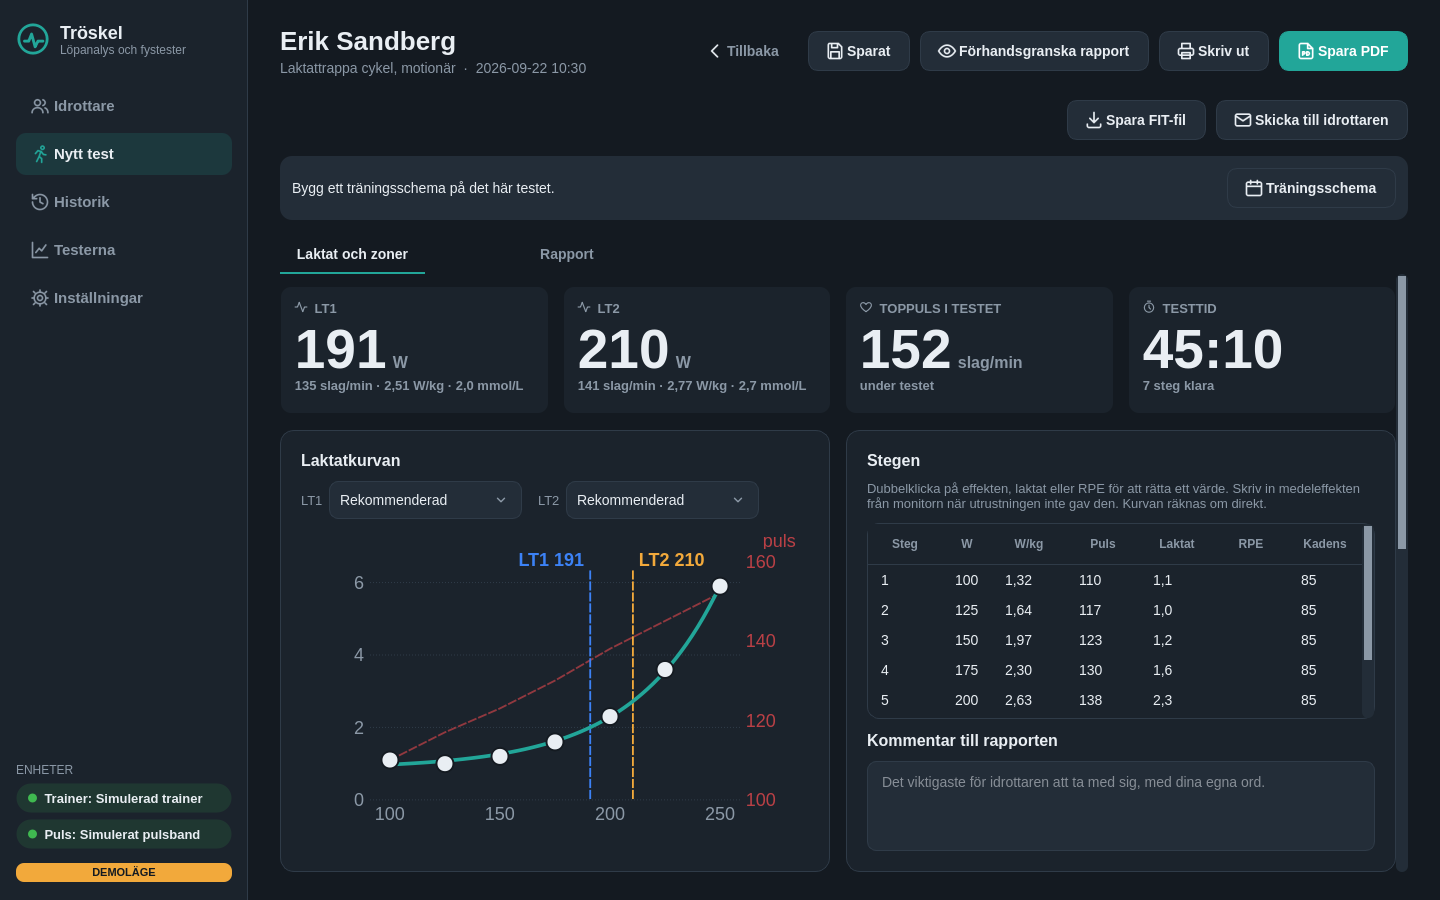 Tröskel
Löpanalys och fystester
Idrottare
Nytt test
Historik
Testerna
Inställningar
ENHETER
Trainer: Simulerad trainer
Puls: Simulerat pulsband
DEMOLÄGE
Erik Sandberg
Laktattrappa cykel, motionär · 2026-09-22 10:30
Tillbaka
Sparat
Förhandsgranska rapport
Skriv ut
Spara PDF
Spara FIT-fil
Skicka till idrottaren
Bygg ett träningsschema på det här testet.
Träningsschema
Laktat och zoner
Rapport
LT1
191 W
135 slag/min · 2,51 W/kg · 2,0 mmol/L
LT2
210 W
141 slag/min · 2,77 W/kg · 2,7 mmol/L
TOPPULS I TESTET
152 slag/min
under testet
TESTTID
45:10
7 steg klara
Laktatkurvan
LT1 Rekommenderad
LT2 Rekommenderad
puls
LT1 191
LT2 210
160
6
140
4
120
2
100
0
100 150 200 250
Stegen
Dubbelklicka på effekten, laktat eller RPE för att rätta ett värde. Skriv in medeleffekten
från monitorn när utrustningen inte gav den. Kurvan räknas om direkt.
Steg W W/kg Puls Laktat RPE Kadens
1 100 1,32 110 1,1 85
2 125 1,64 117 1,0 85
3 150 1,97 123 1,2 85
4 175 2,30 130 1,6 85
5 200 2,63 138 2,3 85
Kommentar till rapporten
Det viktigaste för idrottaren att ta med sig, med dina egna ord.